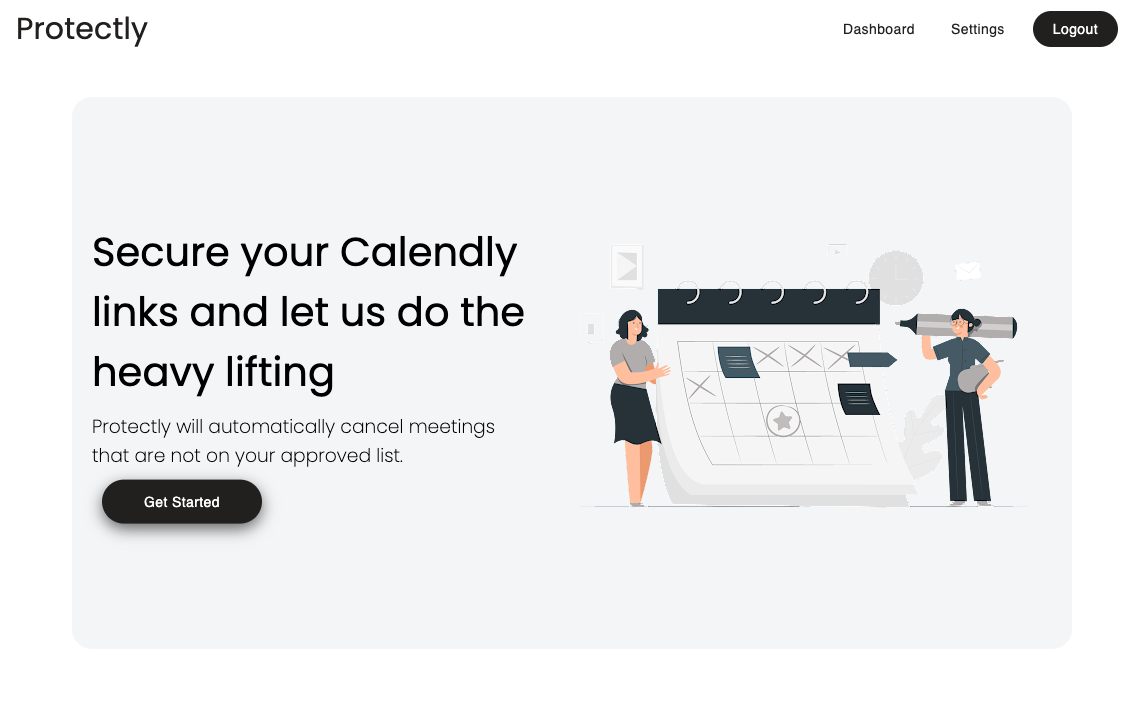 Protectly
Dashboard
Settings
Logout
Secure your Calendly
links and let us do the
heavy lifting
Protectly will automatically cancel meetings
that are not on your approved list.
Get Started